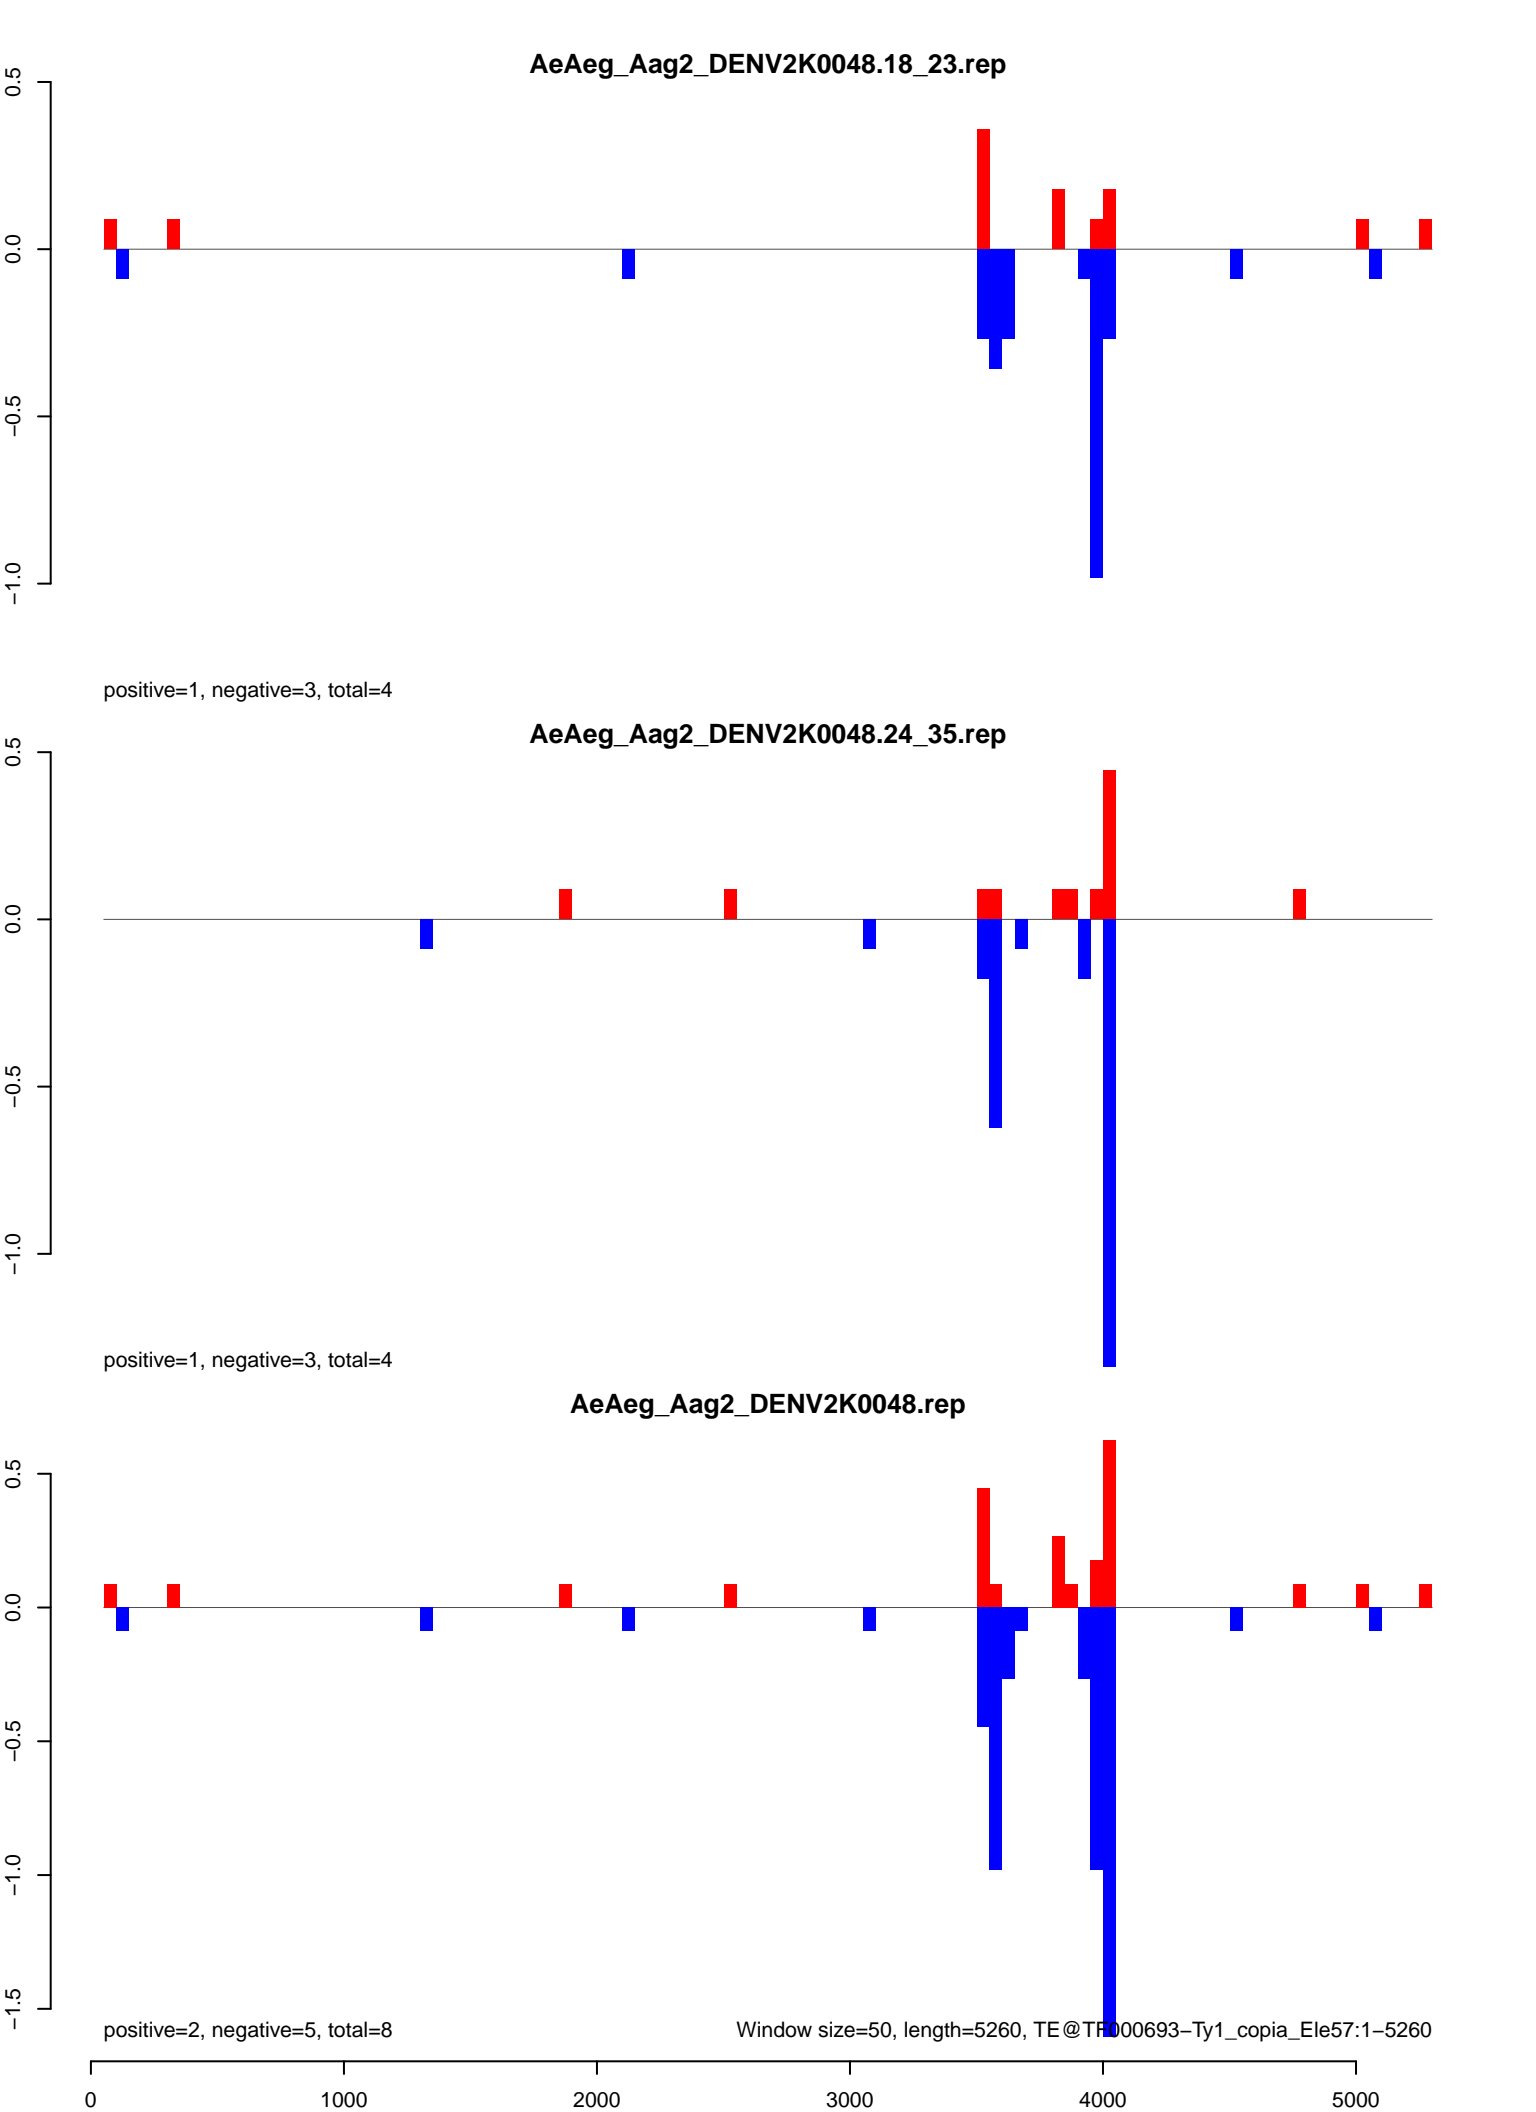 AeAeg_Aag2_DENV2K0048.18_23.rep
0.5
0.0
−0.5
−1.0
positive=1, negative=3, total=4
AeAeg_Aag2_DENV2K0048.24_35.rep
0.5
0.0
−0.5
−1.0
positive=1, negative=3, total=4
AeAeg_Aag2_DENV2K0048.rep
0.5
0.0
−0.5
−1.0
−1.5
positive=2, negative=5, total=8
Window size=50, length=5260, TE@TF000693−Ty1_copia_Ele57:1−5260
0 1000 2000 3000 4000 5000